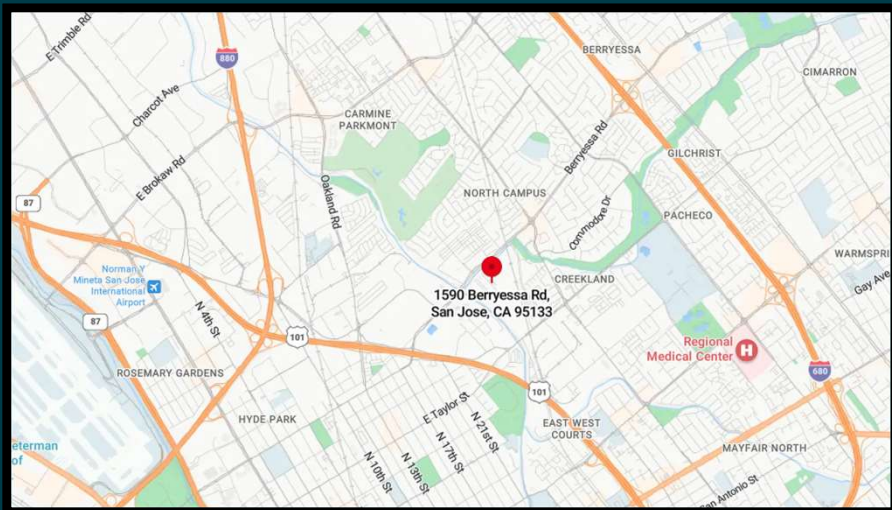 E Trimble Rd
880
BERRYESSA
CIMARRON
Charcot Ave
CARMINE
PARKMONT
Berryessa Rd
GILCHRIST
E Brokaw Rd
Oakland Rd
NORTH CAMPUS
87
Commodore Dr
PACHECO
Norman Y
Mineta San Jose
International
Airport
WARMSPRI
CREEKLAND
Gay Ave
1590 Berryessa Rd,
San Jose, CA 95133
N 4th St
87
101
Regional
Medical Center
H
680
ROSEMARY GARDENS
101
HYDE PARK
E Taylor St
N 21st St
EAST WEST
COURTS
N 17th St
N 13th St
N 10th St
MAYFAIR NORTH
eterman
of
San Antonio St